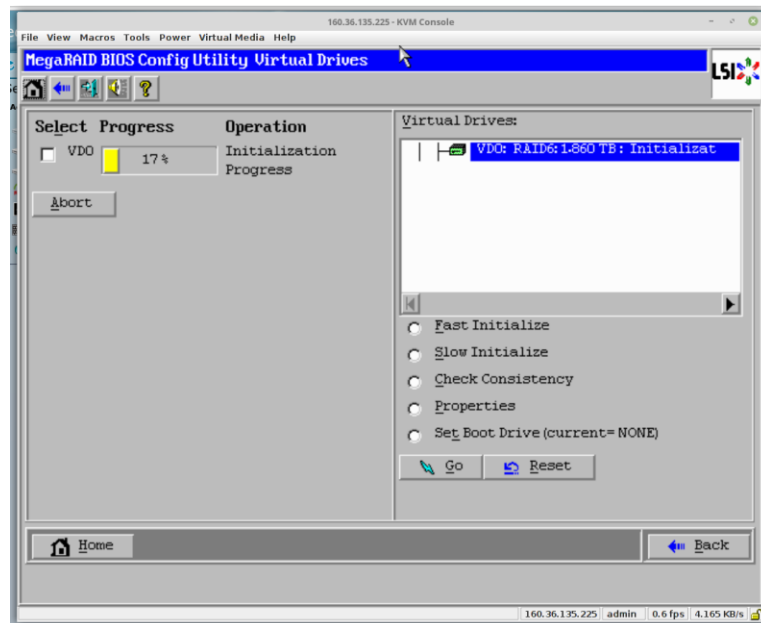 160.36.135.225 - KVM Console
File View Macros Tools Power Virtual Media Help
MegaRAID BIOS Config Utility Virtual Drives
LSI
Select Progress Operation
VD0 17% Initialization
Progress
Abort
Virtual Drives:
VD0: RAID6: 1.860 TB: Initializat
Fast Initialize
Slow Initialize
Check Consistency
Properties
Set Boot Drive (current= NONE)
Go Reset
Home Back
160.36.135.225 admin 0.6 fps 4.165 KB/s